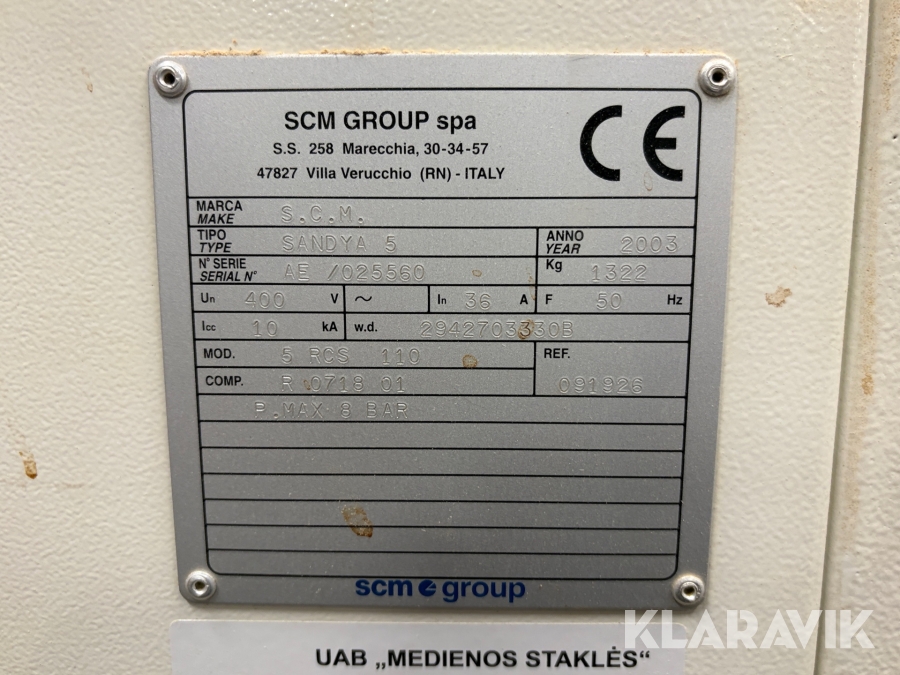 SCM GROUP spa
S.S. 258 Marecchia, 30-34-57
47827 Villa Verucchio (RN) - ITALY
CE
MARCA
MAKE S.C.M.
TIPO
TYPE SANDYA 5
ANNO
YEAR 2003
N° SERIE
SERIAL N° AE /025560
Kg 1322
Un 400 V ~ In 36 A F 50 Hz
Icc 10 kA w.d. 2942703330B
MOD. 5 RCS 110
REF.
COMP. R 0718 01
091926
P.MAX 8 BAR
scm group
KLARAVIK
UAB „MEDIENOS STAKLĖS“